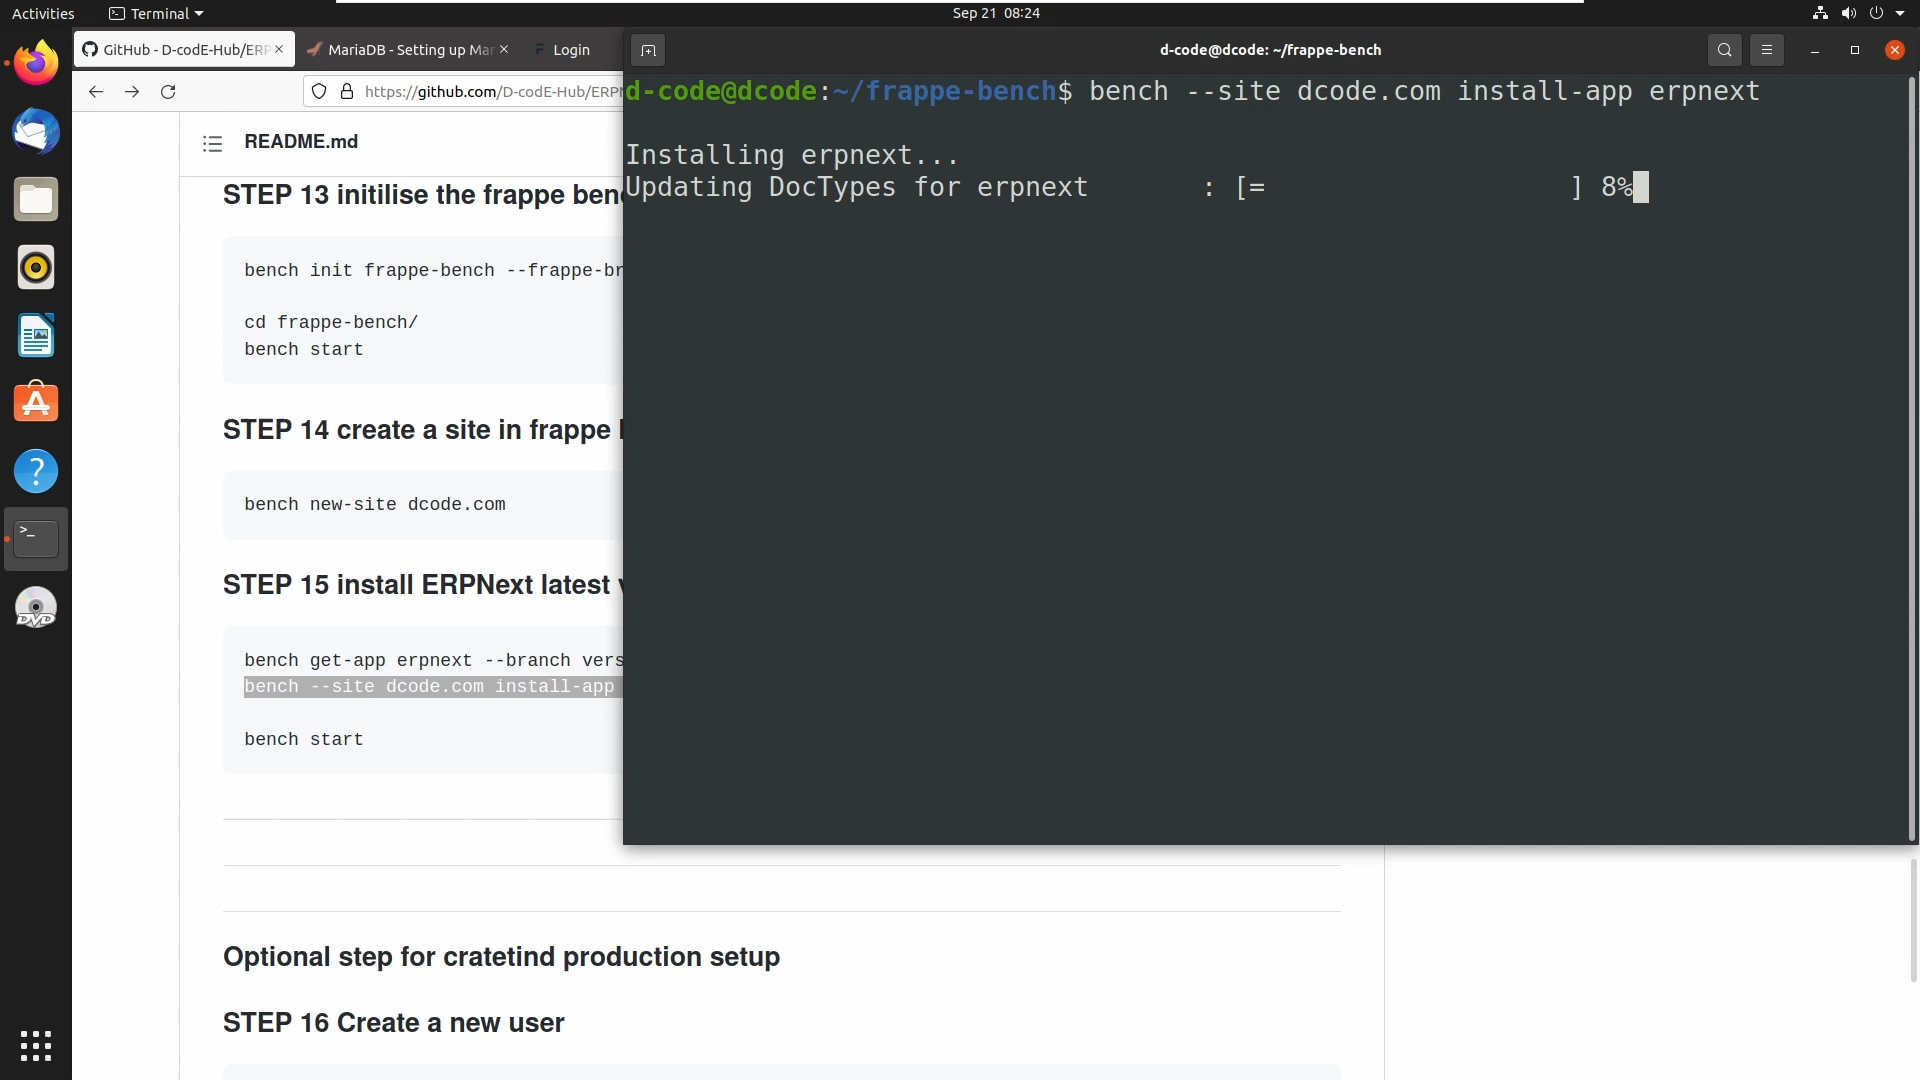 Activities
Terminal
Sep 21 08:24
GitHub - D-codE-Hub/ERP
MariaDB - Setting up Mar
Login
d-code@dcode: ~/frappe-bench
https://github.com/D-codE-Hub/ERPN
d-code@dcode:~/frappe-bench$ bench --site dcode.com install-app erpnext
Installing erpnext...
Updating DocTypes for erpnext : [= ] 8%
README.md
STEP 13 initilise the frappe ben
bench init frappe-bench --frappe-br
cd frappe-bench/
bench start
STEP 14 create a site in frappe
bench new-site dcode.com
STEP 15 install ERPNext latest
bench get-app erpnext --branch vers
bench --site dcode.com install-app
bench start
DVD
Optional step for cratetind production setup
STEP 16 Create a new user